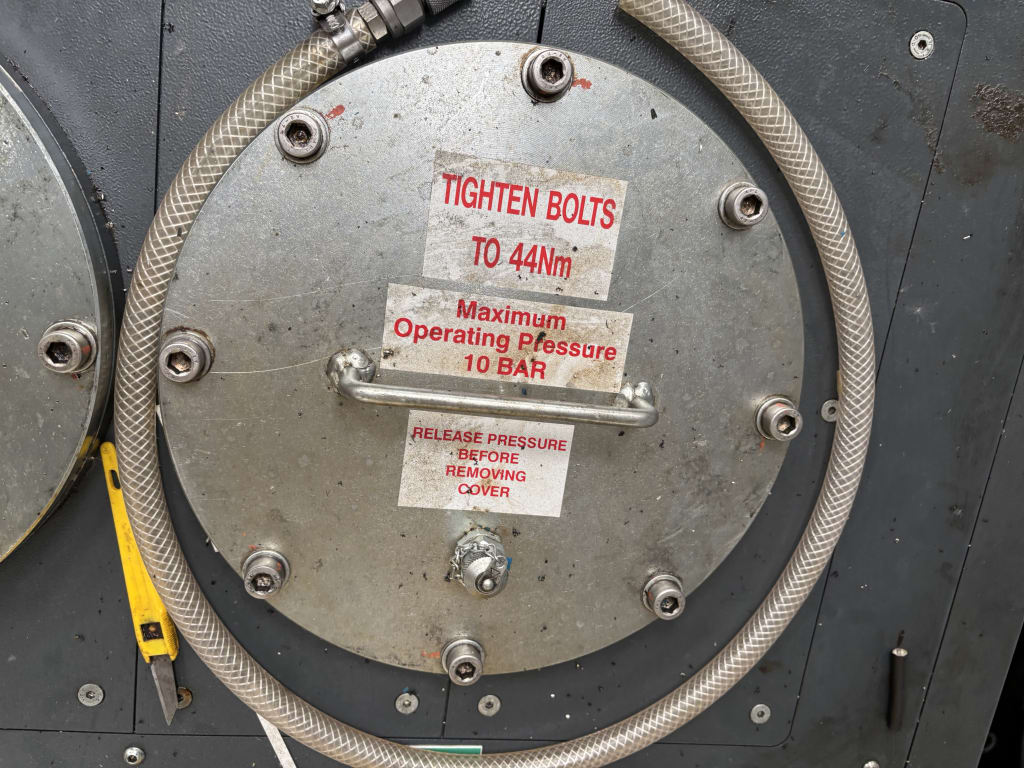 TIGHTEN BOLTS
TO 44Nm
Maximum
Operating Pressure
10 BAR
RELEASE PRESSURE
BEFORE
REMOVING
COVER